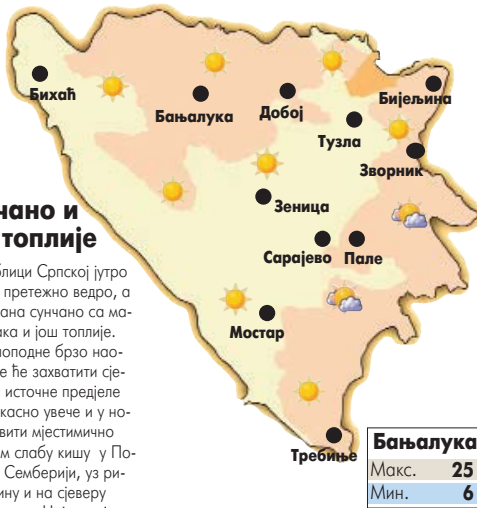 Бихаћ
Бањалука
Добој
Бијељина
Тузла
Зворник
Зеница
Сарајево
Пале
Мостар
Требиње
чано и
топлије
блици Српској јутро
претежно ведро, а
ана сунчано са ма-
ака и још топлије.
поподне брзо нао-
е ће захватити сје-
источне предјеле
касно увече и у но-
вити мјестимично
м слабу кишу у По-
Семберији, уз ри-
ину и на сјеверу
Бањалука
Макс. 25
Мин. 6